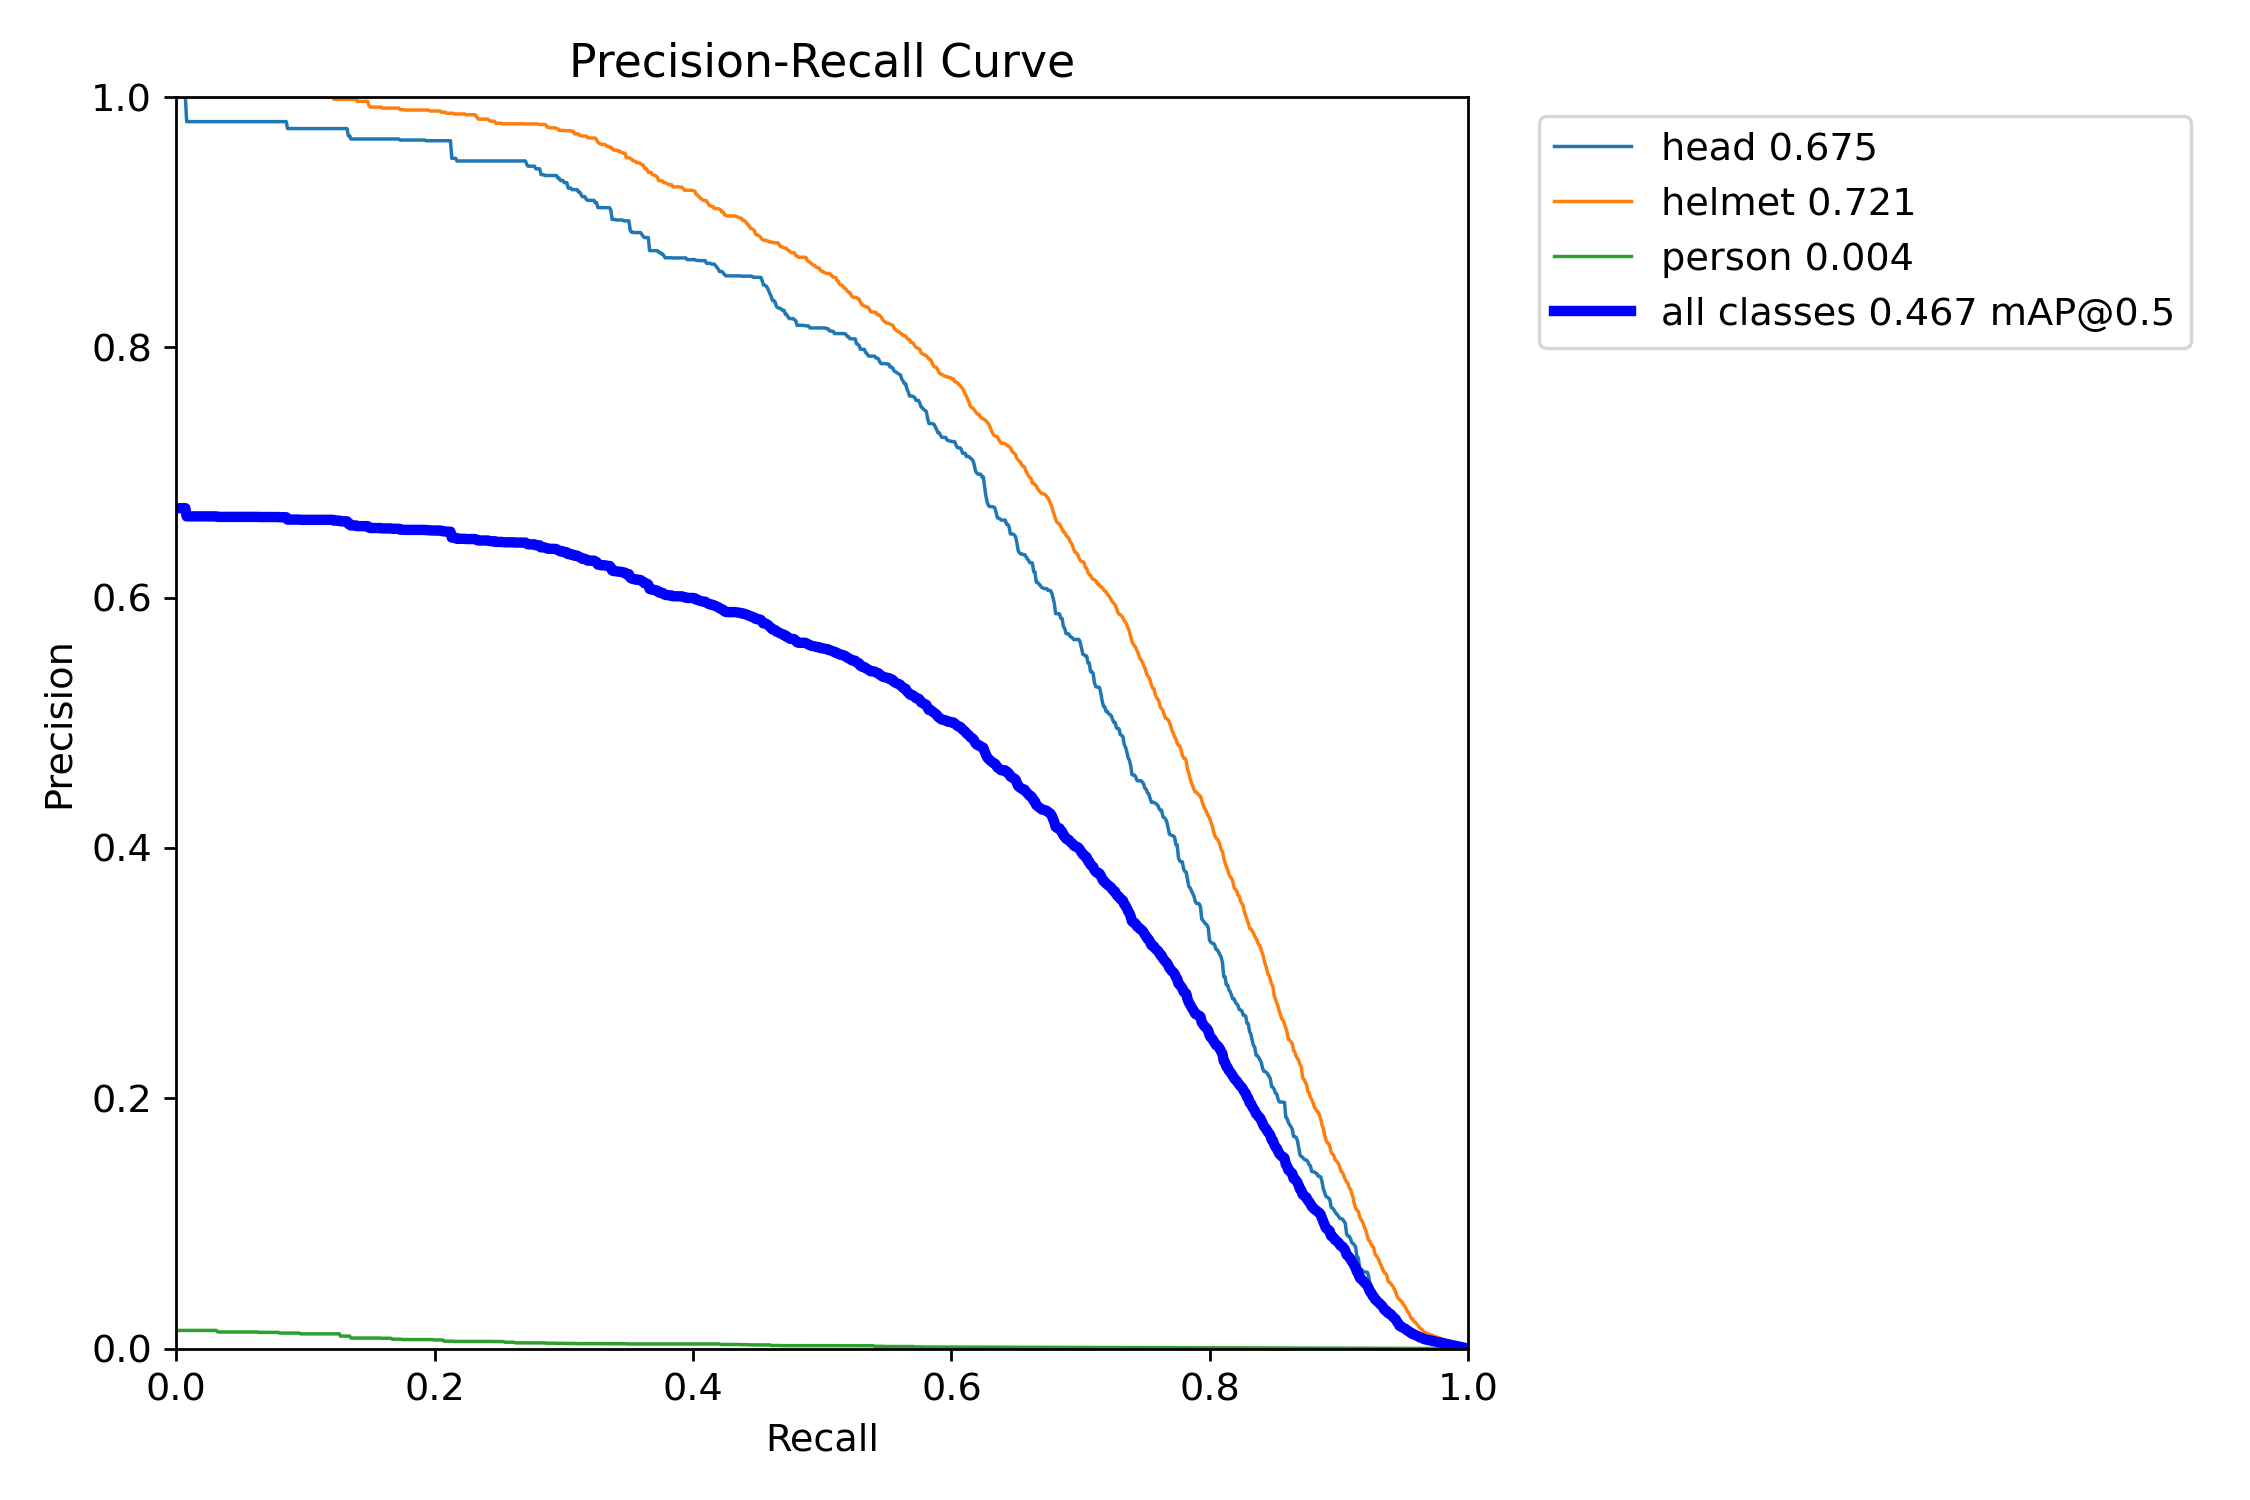 Precision-Recall Curve
head 0.675
helmet 0.721
person 0.004
all classes 0.467 mAP@0.5
Precision
1.0
0.8
0.6
0.4
0.2
0.0
0.0 0.2 0.4 0.6 0.8 1.0
Recall